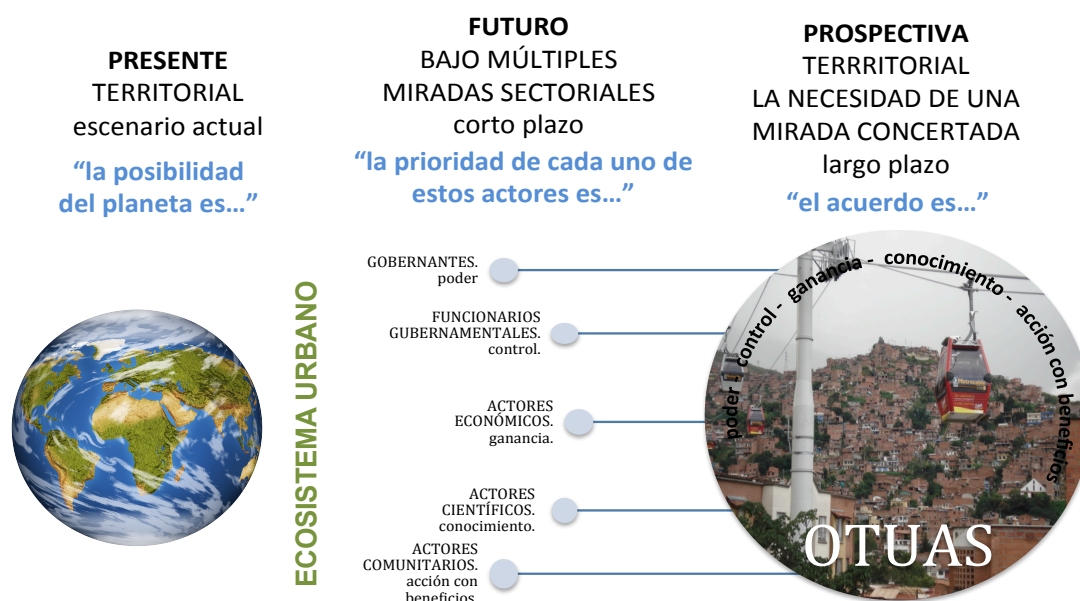 PRESENTE
TERRITORIAL
escenario actual
“la posibilidad
del planeta es...”
FUTURO
BAJO MÚLTIPLES
MIRADAS SECTORIALES
corto plazo
“la prioridad de cada uno de
estos actores es...”
PROSPECTIVA
TERRRITORIAL
LA NECESIDAD DE UNA
MIRADA CONCERTADA
largo plazo
“el acuerdo es...”
ECOSISTEMA URBANO
GOBERNANTES.
poder
FUNCIONARIOS
GUBERNAMENTALES.
control.
ACTORES
ECONÓMICOS.
ganancia.
ACTORES
CIENTÍFICOS.
conocimiento.
ACTORES
COMUNITARIOS.
acción con
beneficios.
poder - control - ganancia - conocimiento - acción con beneficios
OTUAS